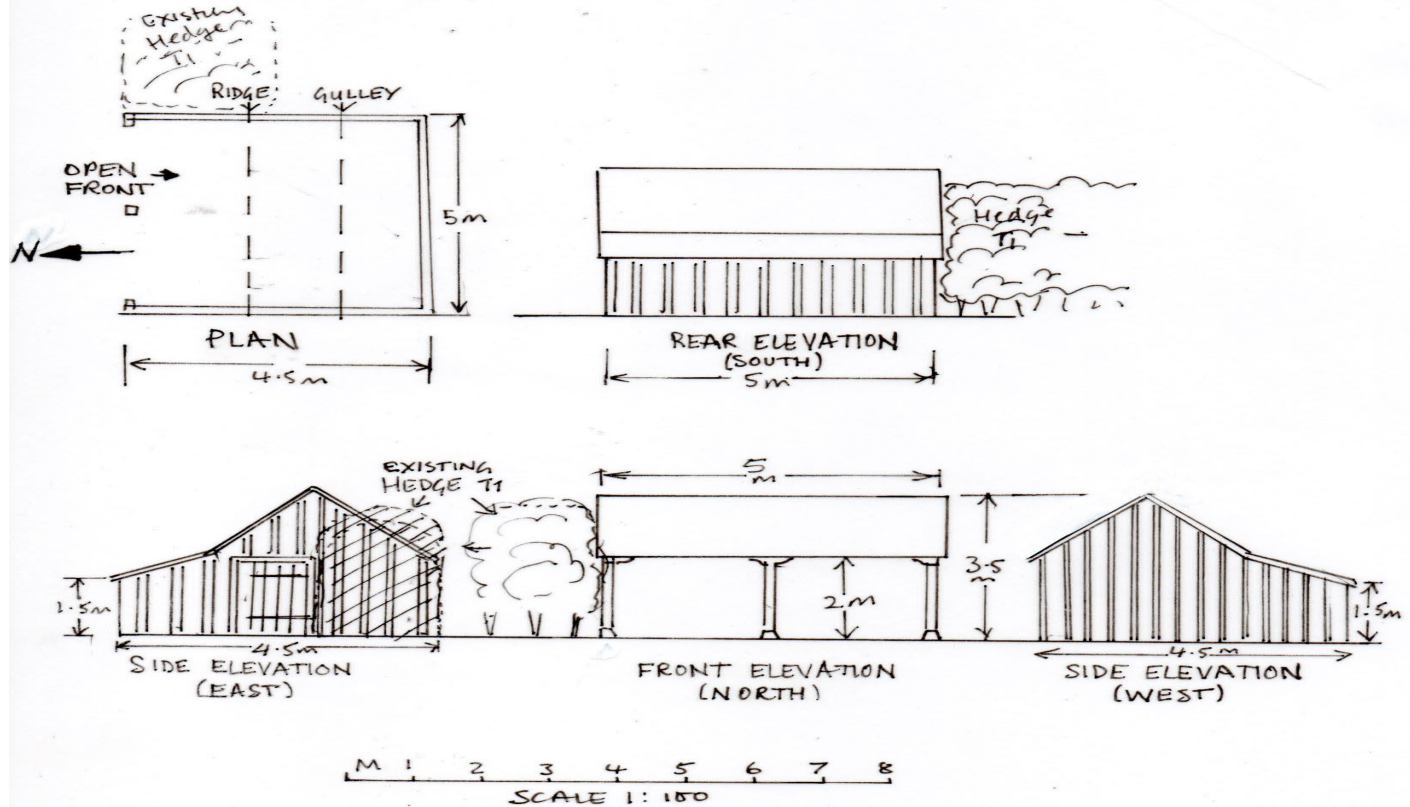 Existing
Hedge
T1
RIDGE
GULLEY
OPEN
FRONT
N
5m
PLAN
4.5m
Hedge
T1
REAR ELEVATION
(SOUTH)
5m
EXISTING
HEDGE T1
1.5m
4.5m
SIDE ELEVATION
(EAST)
5
m
2m
3.5
m
FRONT ELEVATION
(NORTH)
1.5m
4.5m
SIDE ELEVATION
(WEST)
M 1 2 3 4 5 6 7 8
SCALE 1:100